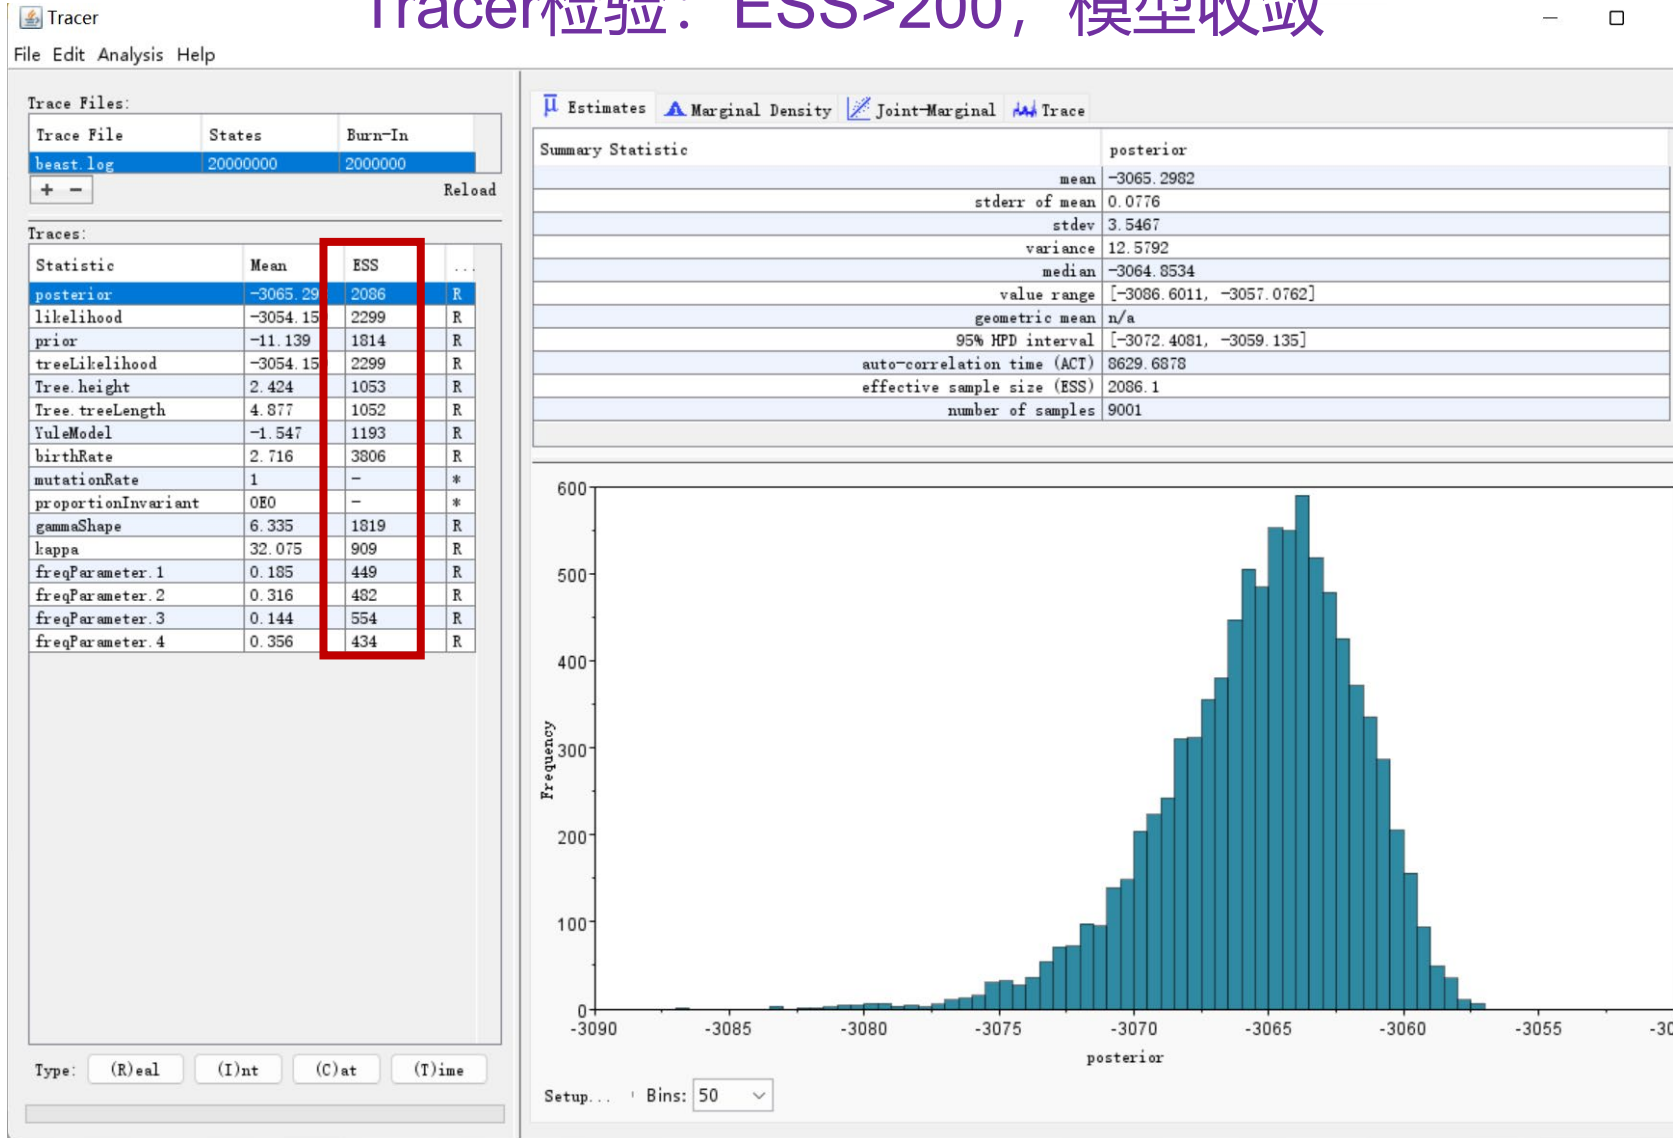 Tracer检验：ESS>200，模型收敛
Tracer
File Edit Analysis Help
Trace Files:
Trace File States Burn-In
beast.log 20000000 2000000
+ - Reload
Traces:
Statistic Mean ESS ...
posterior -3065.29 2086 R
likelihood -3054.15 2299 R
prior -11.139 1814 R
treeLikelihood -3054.15 2299 R
Tree.height 2.424 1053 R
Tree.treeLength 4.877 1052 R
YuleModel -1.547 1193 R
birthRate 2.716 3806 R
mutationRate 1 - *
proportionInvariant 0E0 - *
gammaShape 6.335 1819 R
kappa 32.075 909 R
freqParameter.1 0.185 449 R
freqParameter.2 0.316 482 R
freqParameter.3 0.144 554 R
freqParameter.4 0.356 434 R
Type: (R)eal (I)nt (C)at (T)ime
Estimates Marginal Density Joint-Marginal Trace
Summary Statistic posterior
mean -3065.2982
stderr of mean 0.0776
stdev 3.5467
variance 12.5792
median -3064.8534
value range [-3086.6011, -3057.0762]
geometric mean n/a
95% HPD interval [-3072.4081, -3059.135]
auto-correlation time (ACT) 8629.6878
effective sample size (ESS) 2086.1
number of samples 9001
600
500
400
300
200
100
0
Frequency
-3090 -3085 -3080 -3075 -3070 -3065 -3060 -3055
posterior
Setup... Bins: 50